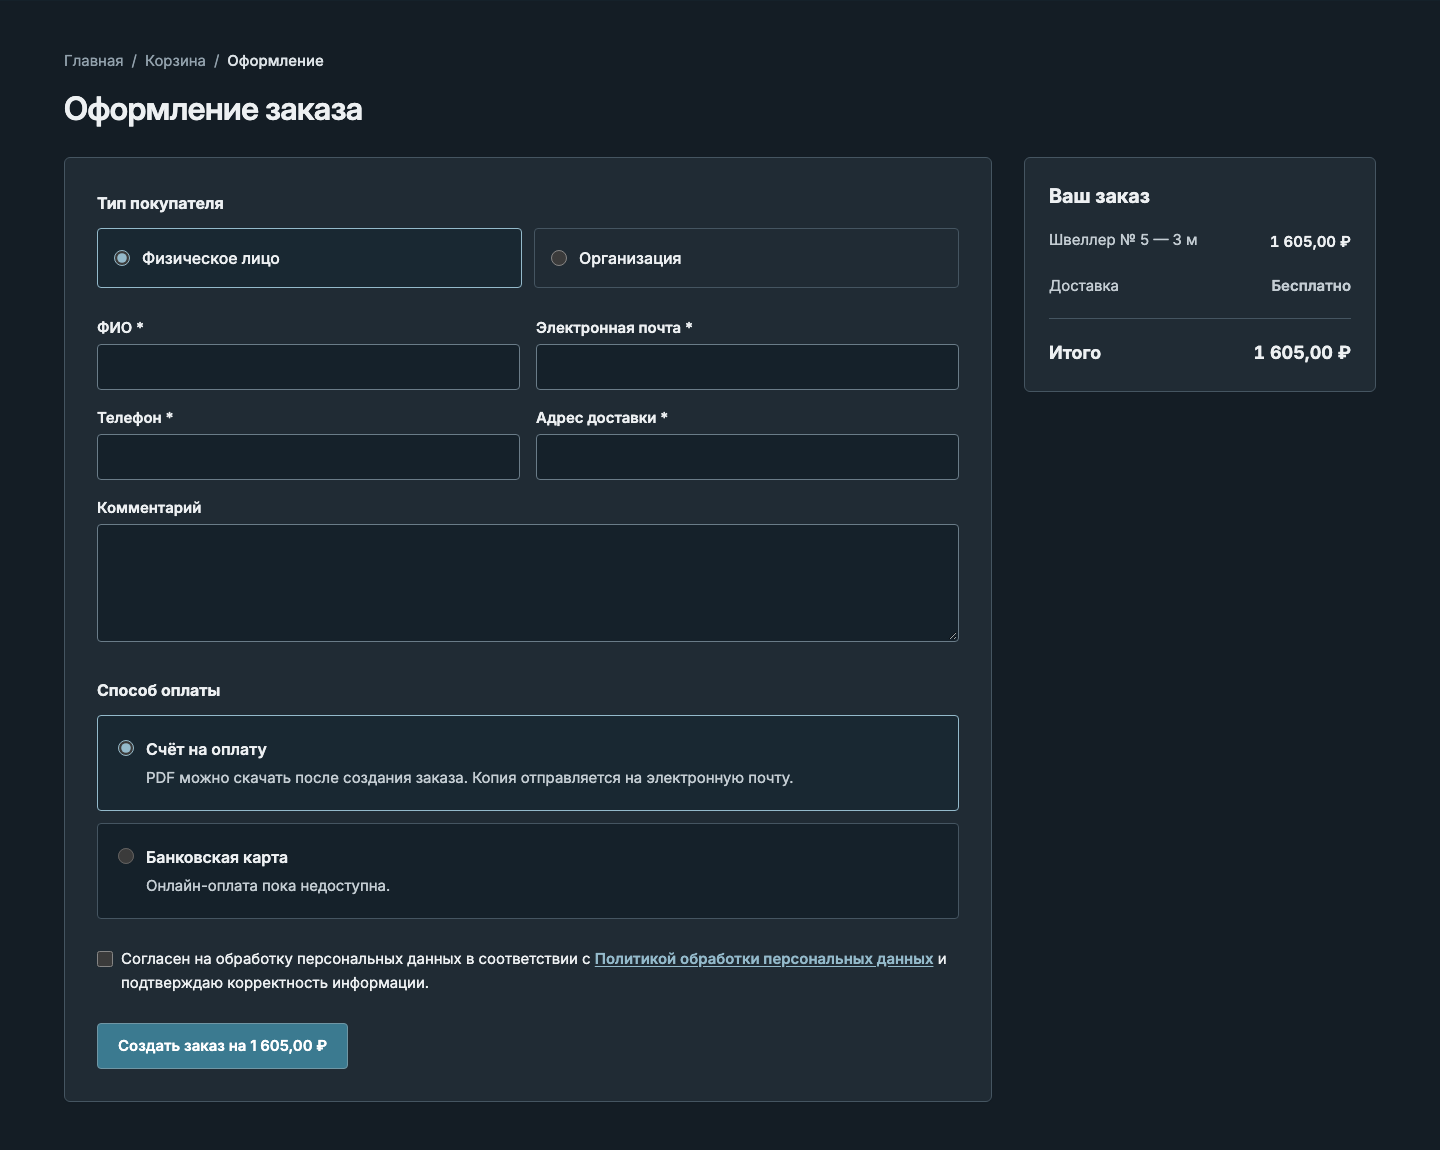 Главная / Корзина / Оформление
Оформление заказа
Тип покупателя
Физическое лицо
Организация
ФИО *
Электронная почта *
Телефон *
Адрес доставки *
Комментарий
Способ оплаты
Счёт на оплату
PDF можно скачать после создания заказа. Копия отправляется на электронную почту.
Банковская карта
Онлайн-оплата пока недоступна.
Согласен на обработку персональных данных в соответствии с Политикой обработки персональных данных и
подтверждаю корректность информации.
Создать заказ на 1 605,00 ₽
Ваш заказ
Швеллер № 5 — 3 м 1 605,00 ₽
Доставка Бесплатно
Итого 1 605,00 ₽